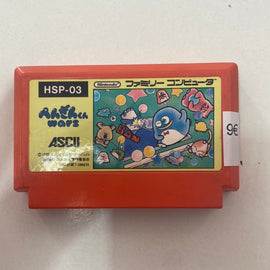 HSP-03
Nintendo
ファミリー コンピュータ
ぺんぎんくん
wars
ASCII
9€